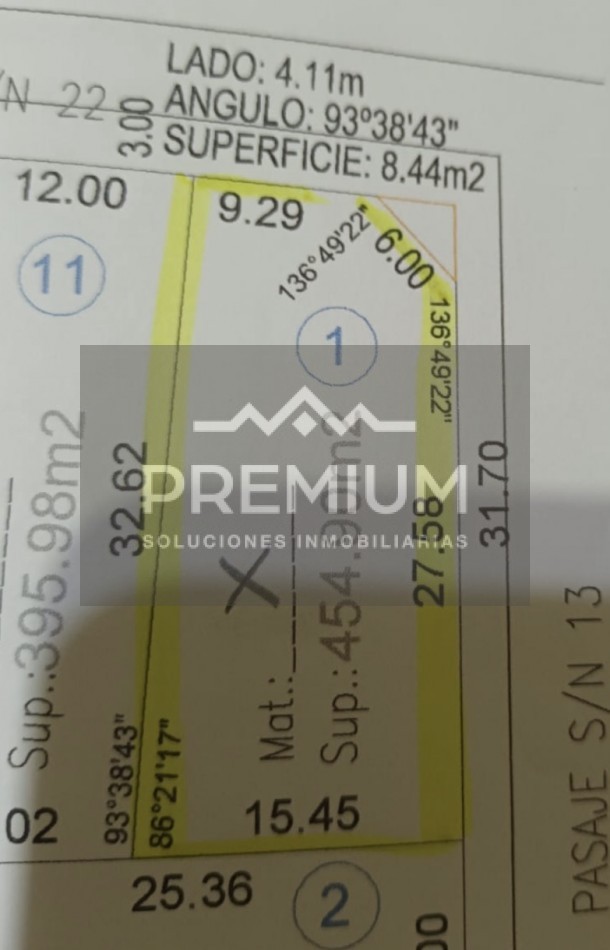 LADO: 4.11m
/N 22
3.00
ANGULO: 93°38'43"
SUPERFICIE: 8.44m2
12.00
9.29
136°49'22"
6.00
11
1
136°49'22"
PREMIUM
SOLUCIONES INMOBILIARIAS
32.62
27.58
31.70
Sup.:395.98m2
Mat.:
Sup.:454.90m2
X
PASAJE S/N 13
93°38'43"
86°21'17"
02
15.45
25.36
2
00